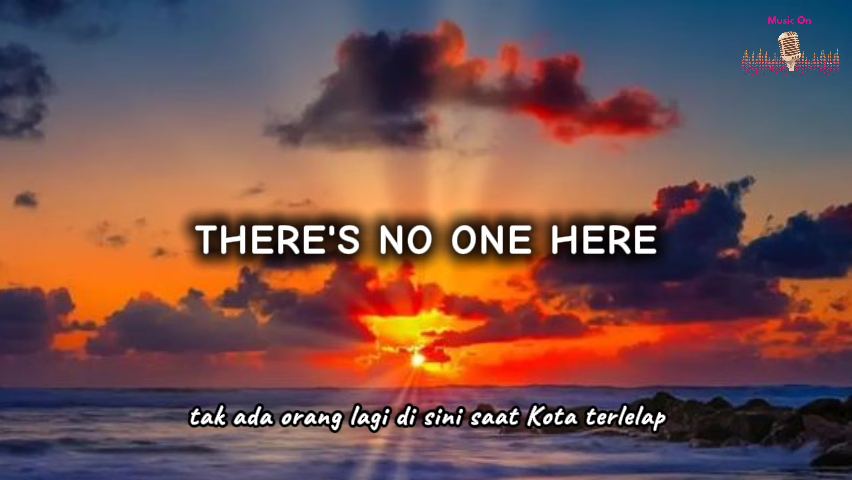 Music On
THERE'S NO ONE HERE
tak ada orang lagi di sini saat Kota terlelap